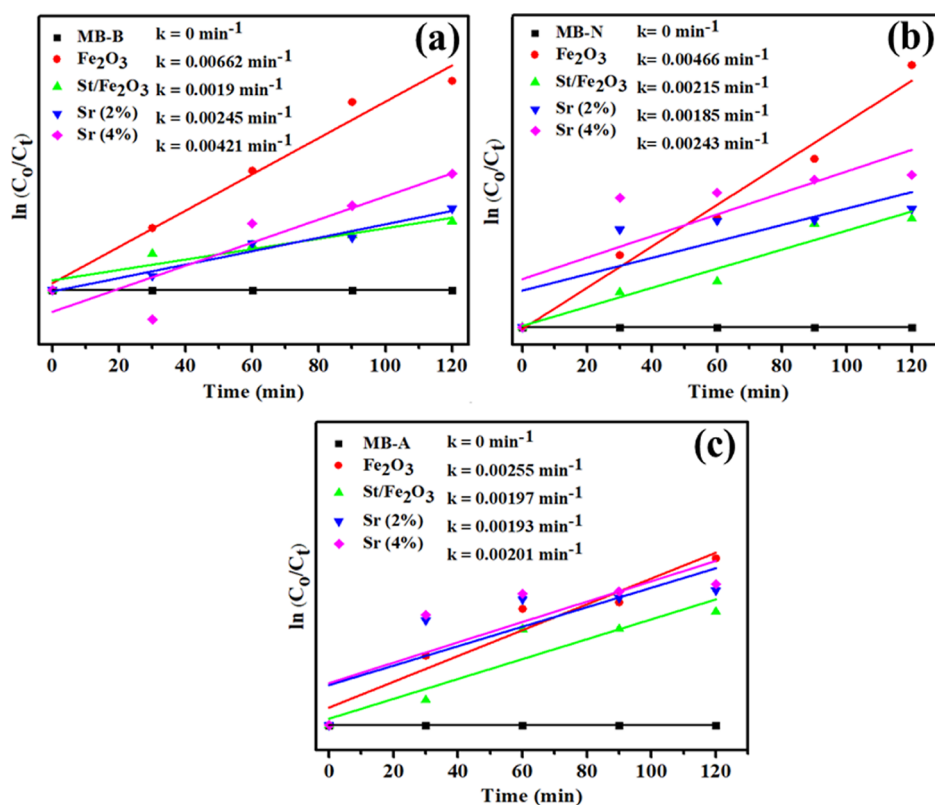 MB-B k = 0 min⁻¹ (a)
Fe₂O₃ k = 0.00662 min⁻¹
St/Fe₂O₃ k = 0.0019 min⁻¹
Sr (2%) k = 0.00245 min⁻¹
Sr (4%) k = 0.00421 min⁻¹
ln (C₀/Cₜ)
0 20 40 60 80 100 120
Time (min)
MB-N k= 0 min⁻¹ (b)
Fe₂O₃ k= 0.00466 min⁻¹
St/Fe₂O₃ k= 0.00215 min⁻¹
Sr (2%) k= 0.00185 min⁻¹
Sr (4%) k= 0.00243 min⁻¹
ln (C₀/Cₜ)
0 20 40 60 80 100 120
Time (min)
MB-A k = 0 min⁻¹ (c)
Fe₂O₃ k = 0.00255 min⁻¹
St/Fe₂O₃ k = 0.00197 min⁻¹
Sr (2%) k = 0.00193 min⁻¹
Sr (4%) k = 0.00201 min⁻¹
ln (C₀/Cₜ)
0 20 40 60 80 100 120
Time (min)